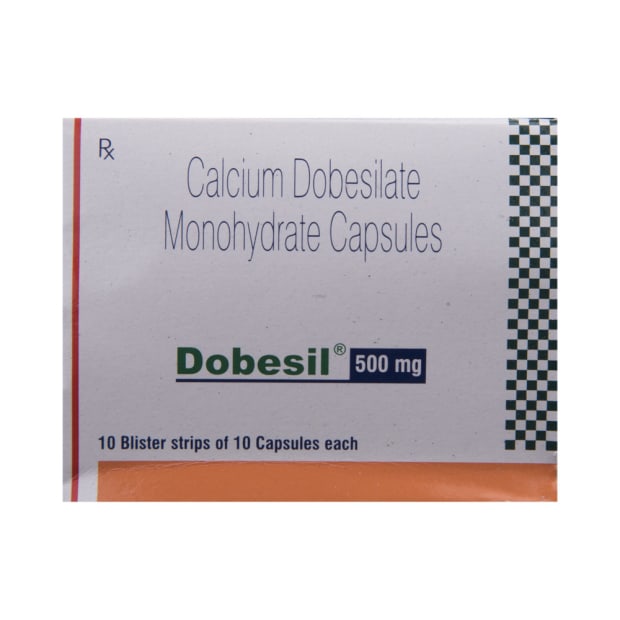 Rx
Calcium Dobesilate
Monohydrate Capsules
Dobesil® 500 mg
10 Blister strips of 10 Capsules each